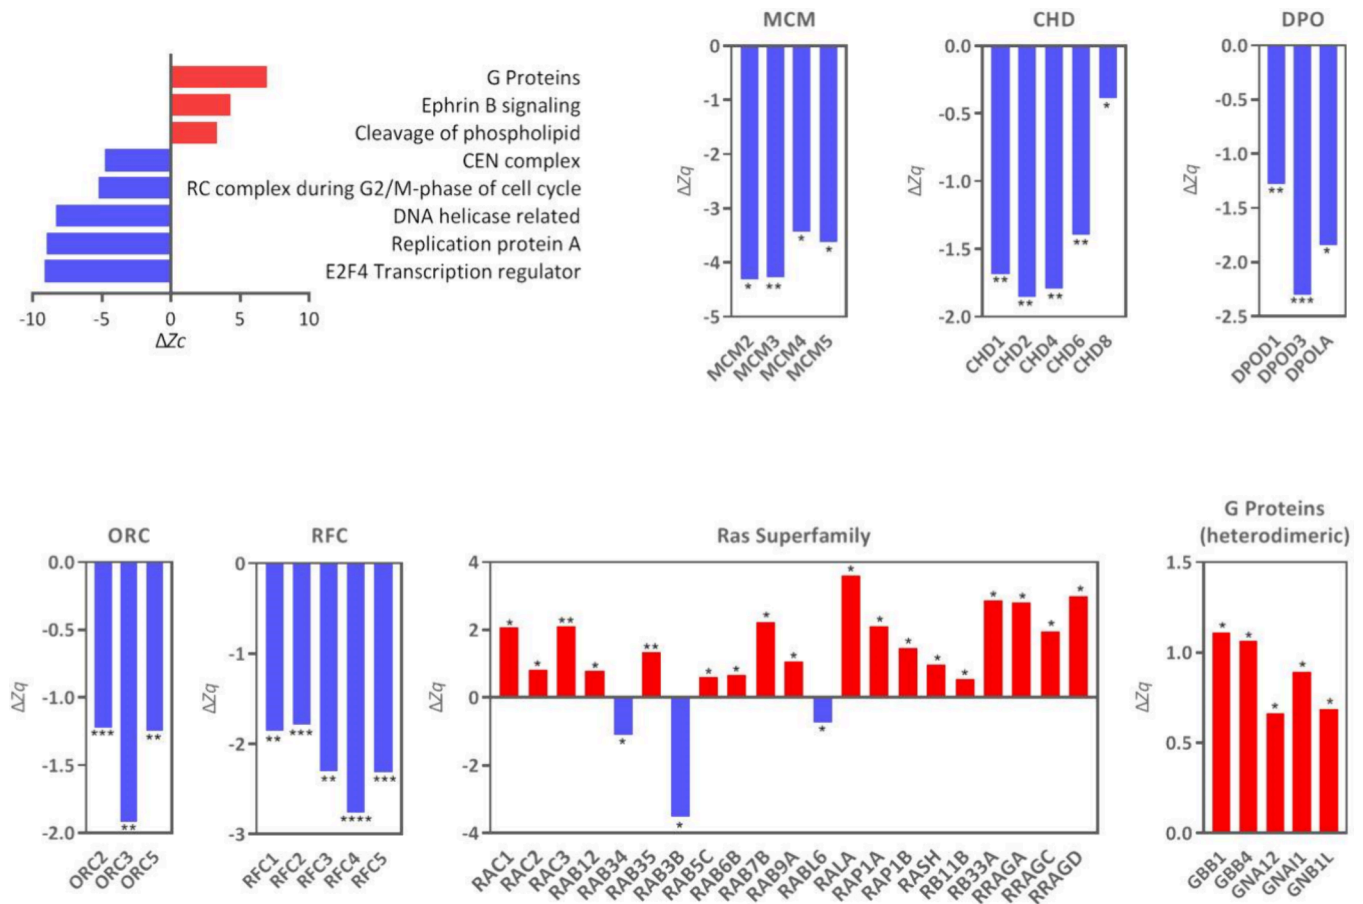 G Proteins
Ephrin B signaling
Cleavage of phospholipid
CEN complex
RC complex during G2/M-phase of cell cycle
DNA helicase related
Replication protein A
E2F4 Transcription regulator
-10 -5 0 5 10
ΔZc
MCM
0
-1
-2
-3
-4
-5
ΔZq
* ** * *
MCM2 MCM3 MCM4 MCM5
CHD
0.0
-0.5
-1.0
-1.5
-2.0
ΔZq
** ** ** ** *
CHD1 CHD2 CHD4 CHD6 CHD8
DPO
0.0
-0.5
-1.0
-1.5
-2.0
-2.5
ΔZq
** *** *
DPOD1 DPOD3 DPOLA
ORC
0.0
-0.5
-1.0
-1.5
-2.0
ΔZq
*** ** **
ORC2 ORC3 ORC5
RFC
0
-1
-2
-3
ΔZq
** *** ** **** ***
RFC1 RFC2 RFC3 RFC4 RFC5
Ras Superfamily
4
2
0
-2
-4
ΔZq
* * ** * * ** * * * * * * * * * * * * * * *
RAC1 RAC2 RAC3 RAB12 RAB34 RAB35 RAB3B RAB5C RAB6B RAB7B RAB9A RABL6 RALA RAP1A RAP1B RASH RB11B RB33A RRAGA RRAGC RRAGD
G Proteins
(heterodimeric)
1.5
1.0
0.5
0.0
ΔZq
* * * * *
GBB1 GBB4 GNA12 GNAI1 GNB1L